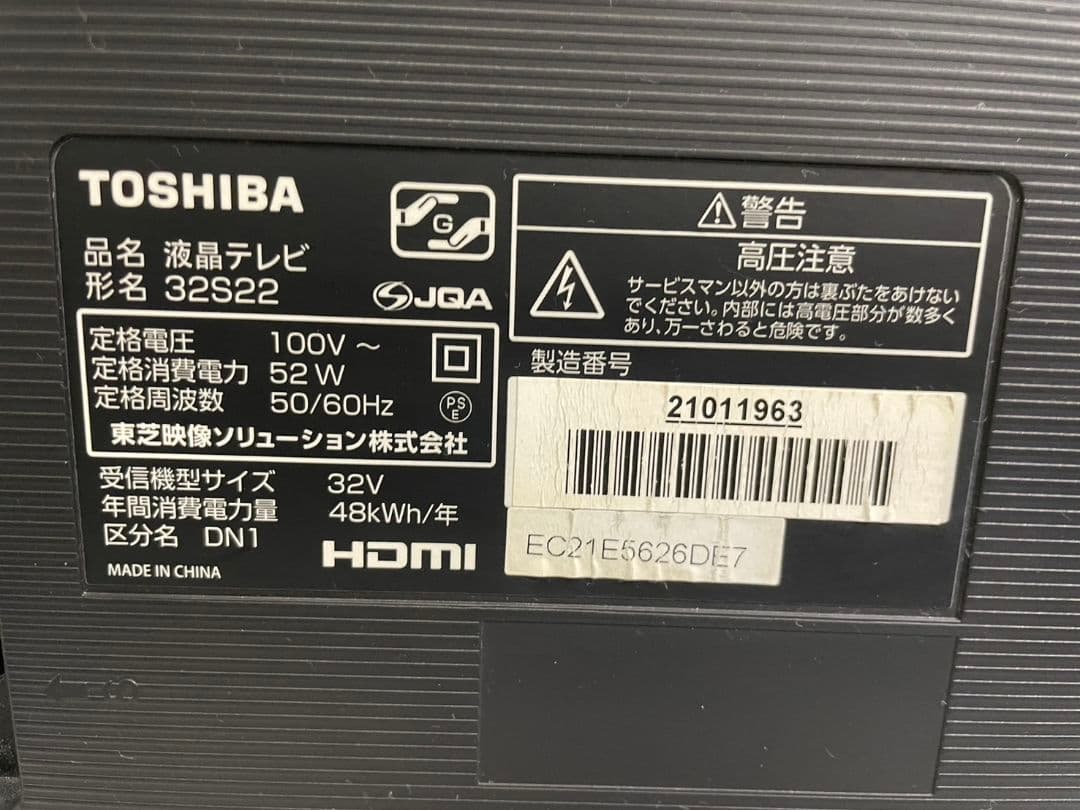 TOSHIBA
品名 液晶テレビ
形名 32S22
G
JQA
定格電圧 100V ～
定格消費電力 52W
定格周波数 50/60Hz
PS
E
東芝映像ソリューション株式会社
受信機型サイズ 32V
年間消費電力量 48kWh/年
区分名 DN1
HDMI
MADE IN CHINA
警告
高圧注意
サービスマン以外の方は裏ぶたをあけない
でください。内部には高電圧部分が数多く
あり、万一さわると危険です。
製造番号
21011963
EC21E5626DE7